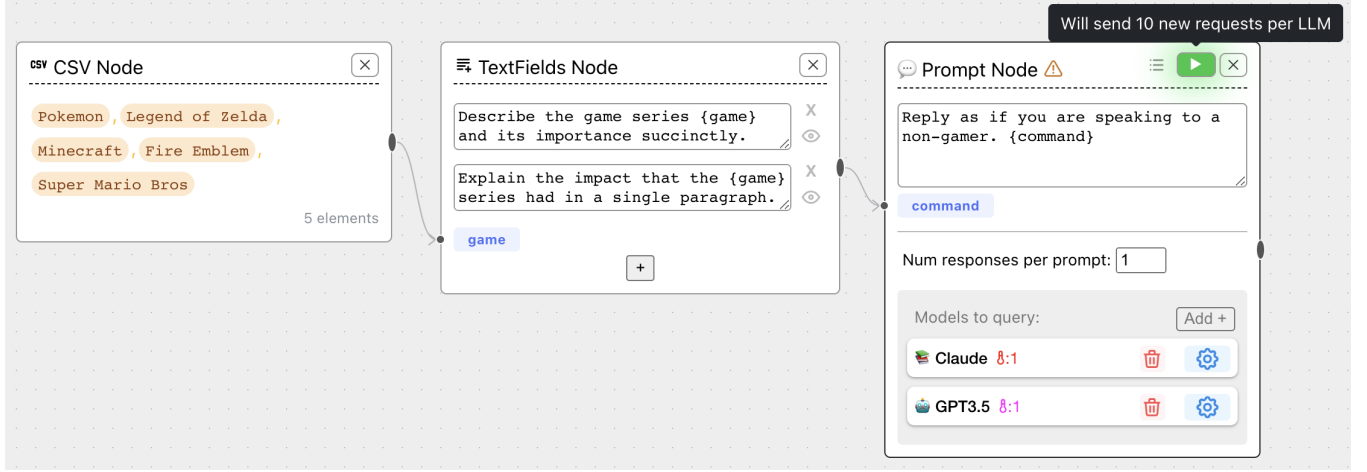 Will send 10 new requests per LLM
CSV CSV Node
Pokemon, Legend of Zelda,
Minecraft, Fire Emblem,
Super Mario Bros
5 elements
TextFields Node
Describe the game series {game}
and its importance succinctly.
X
Explain the impact that the {game}
series had in a single paragraph.
X
game
+
Prompt Node
Reply as if you are speaking to a
non-gamer. {command}
command
Num responses per prompt: 1
Models to query:
Add +
Claude :1
GPT3.5 :1